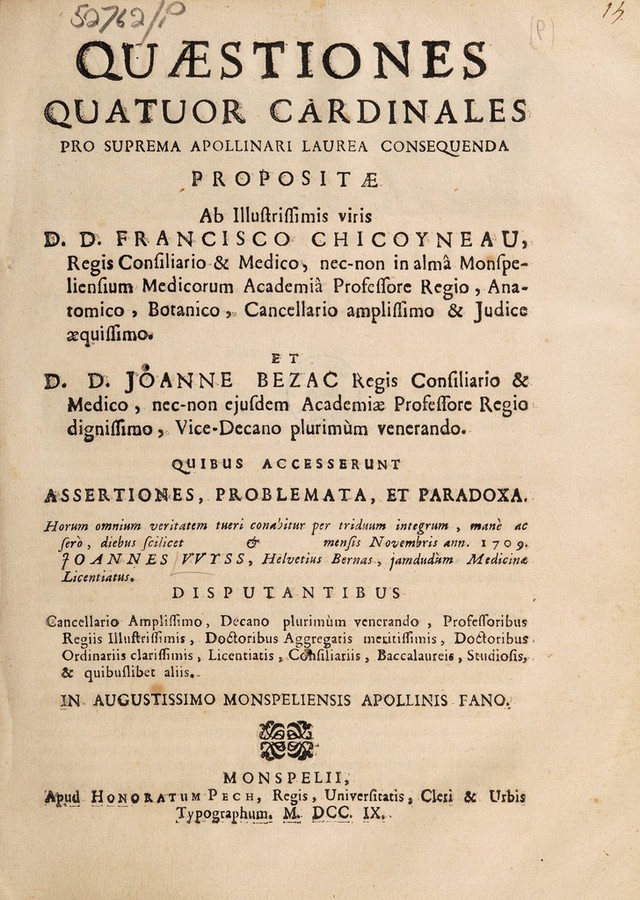 52762/P
(P)
QUÆSTIONES
QUATUOR CARDINALES
PRO SUPREMA APOLLINARI LAUREA CONSEQUENDA
PROPOSITÆ
Ab Illuſtriſſimis viris
D. D. FRANCISCO CHICOYNEAU,
Regis Conſiliario & Medico, nec-non in almâ Monſpe-
lienſium Medicorum Academiâ Profeſſore Regio, Ana-
tomico, Botanico, Cancellario ampliſſimo & Judice
æquiſſimo.
ET
D. D. JOANNE BEZAC Regis Conſiliario &
Medico, nec-non ejuſdem Academiæ Profeſſore Regio
digniſſimo, Vice-Decano plurimùm venerando.
QUIBUS ACCESSERUNT
ASSERTIONES, PROBLEMATA, ET PARADOXA.
Horum omnium veritatem tueri conabitur per triduum integrum, manè ac
ſerò, diebus ſcilicet & menſis Novembris ann. 1709.
JOANNES VVYSS, Helvetius Bernas, jamdudùm Medicinæ
Licentiatus.
DISPUTANTIBUS
Cancellario Ampliſſimo, Decano plurimùm venerando, Profeſſoribus
Regiis Illuſtriſſimis, Doctoribus Aggregatis meritiſſimis, Doctoribus
Ordinariis clariſſimis, Licentiatis, Conſiliariis, Baccalaureis, Studioſis,
& quibuſlibet aliis.
IN AUGUSTISSIMO MONSPELIENSIS APOLLINIS FANO.
MONSPELII,
Apud HONORATUM PECH, Regis, Univerſitatis, Cleri & Urbis
Typographum. M. DCC. IX.